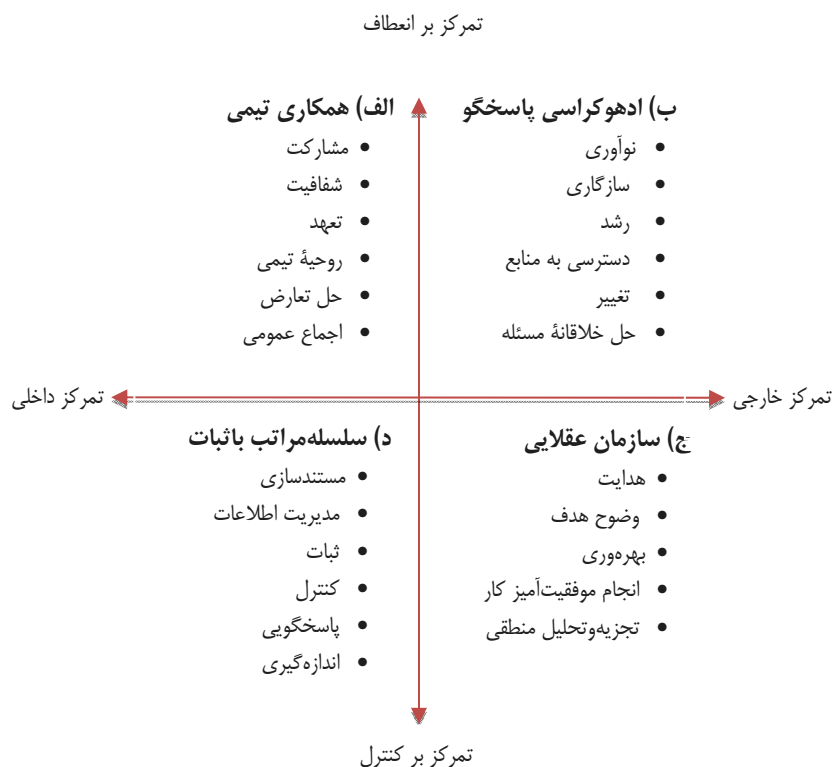 تمرکز بر انعطاف
الف) همکاری تیمی
• مشارکت
• شفافیت
• تعهد
• روحیهٔ تیمی
• حل تعارض
• اجماع عمومی
ب) ادهوکراسی پاسخگو
• نوآوری
• سازگاری
• رشد
• دسترسی به منابع
• تغییر
• حل خلاقانهٔ مسئله
تمرکز خارجی
تمرکز داخلی
ج) سازمان عقلایی
• هدایت
• وضوح هدف
• بهره‌وری
• انجام موفقیت‌آمیز کار
• تجزیه‌وتحلیل منطقی
د) سلسله‌مراتب باثبات
• مستندسازی
• مدیریت اطلاعات
• ثبات
• کنترل
• پاسخگویی
• اندازه‌گیری
تمرکز بر کنترل